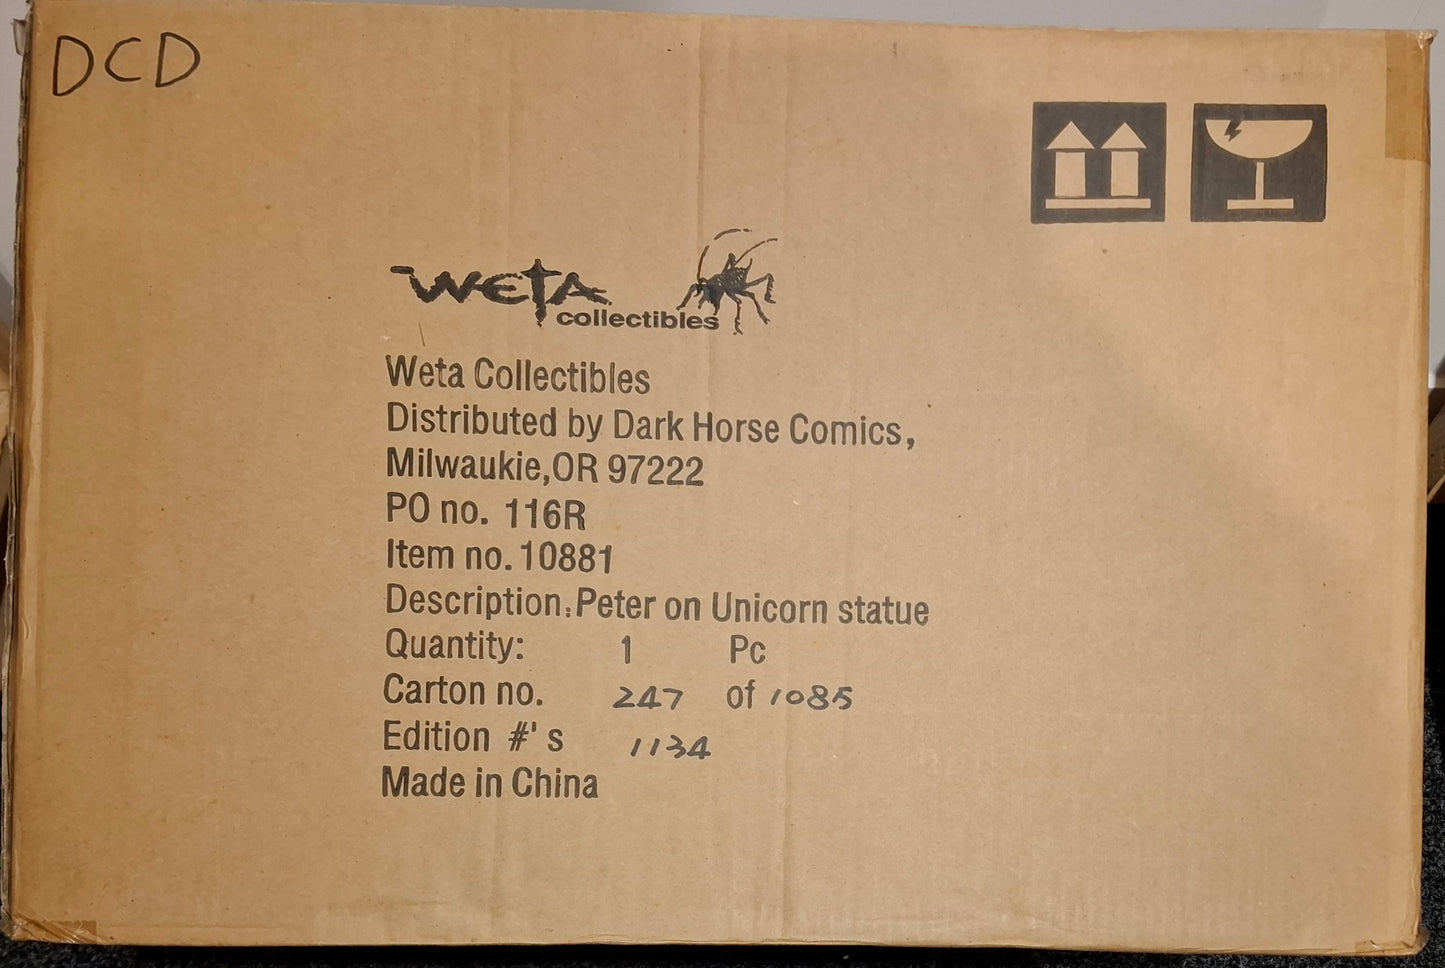 DCD
WETA
collectibles
Weta Collectibles
Distributed by Dark Horse Comics,
Milwaukie,OR 97222
PO no. 116R
Item no. 10881
Description:Peter on Unicorn statue
Quantity: 1 Pc
Carton no. 247 of 1085
Edition #'s 1134
Made in China